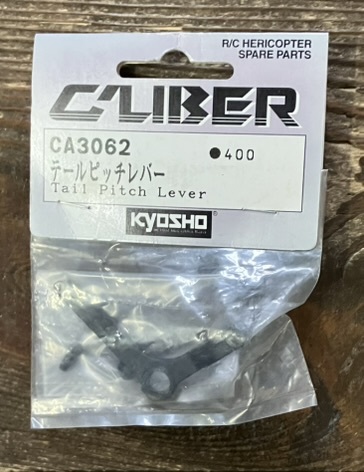 R/C HERICOPTER
SPARE PARTS
CALIBER
CA3062
●400
テールピッチレバー
Tail Pitch Lever
KYOSHO